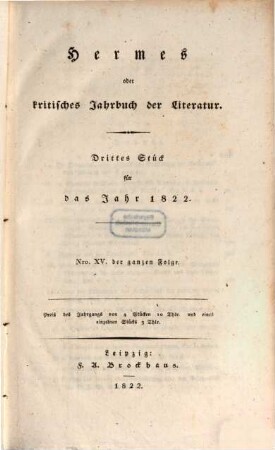 Hermes
oder
kritisches Jahrbuch der Literatur.
Drittes Stück
für
das Jahr 1822.
Nro. XV. der ganzen Folge.
Preis des Jahrgangs von 4 Stücken 10 Thlr. und eines
einzelnen Stücks 3 Thlr.
Leipzig:
F. A. Brockhaus.
1822.